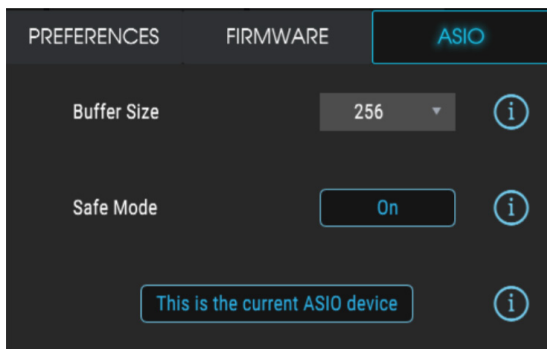 PREFERENCES FIRMWARE ASIO
Buffer Size 256 i
Safe Mode On i
This is the current ASIO device i